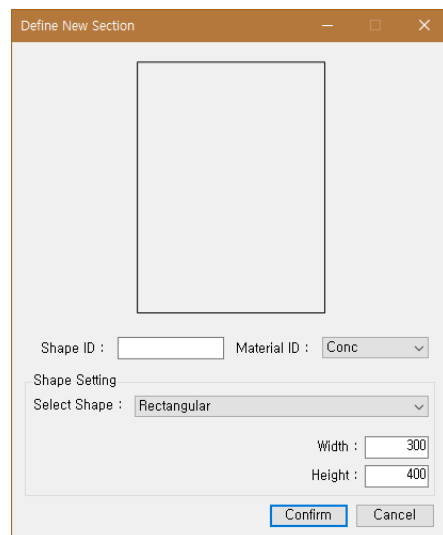 Define New Section
Shape ID : Material ID : Conc
Shape Setting
Select Shape : Rectangular
Width : 300
Height : 400
Confirm Cancel